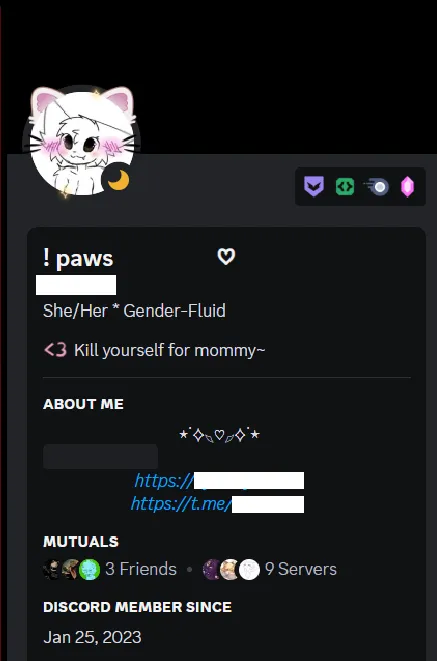 ! paws ♡
She/Her * Gender-Fluid
<3 Kill yourself for mommy~
ABOUT ME
⋆˙✧◟♡◞✧˙⋆
https://
https://t.me/
MUTUALS
3 Friends • 9 Servers
DISCORD MEMBER SINCE
Jan 25, 2023